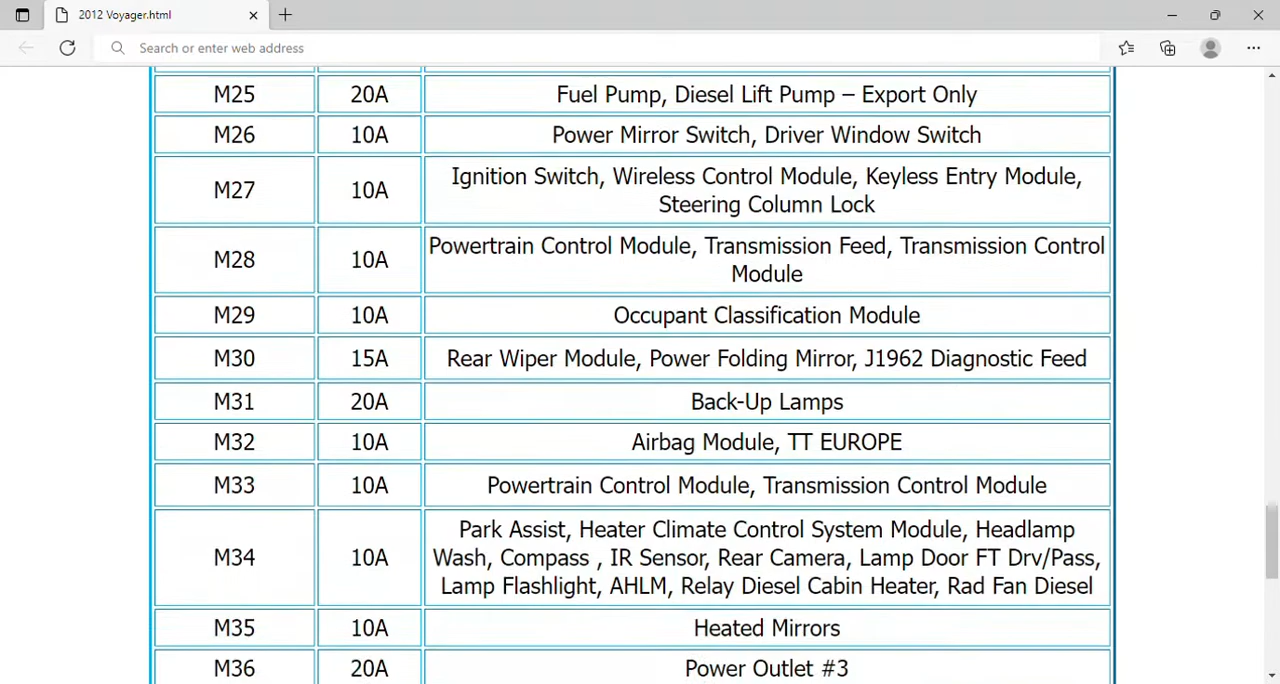 2012 Voyager.html
Search or enter web address
M25 20A Fuel Pump, Diesel Lift Pump – Export Only
M26 10A Power Mirror Switch, Driver Window Switch
M27 10A Ignition Switch, Wireless Control Module, Keyless Entry Module,
Steering Column Lock
M28 10A Powertrain Control Module, Transmission Feed, Transmission Control
Module
M29 10A Occupant Classification Module
M30 15A Rear Wiper Module, Power Folding Mirror, J1962 Diagnostic Feed
M31 20A Back-Up Lamps
M32 10A Airbag Module, TT EUROPE
M33 10A Powertrain Control Module, Transmission Control Module
M34 10A Park Assist, Heater Climate Control System Module, Headlamp
Wash, Compass , IR Sensor, Rear Camera, Lamp Door FT Drv/Pass,
Lamp Flashlight, AHLM, Relay Diesel Cabin Heater, Rad Fan Diesel
M35 10A Heated Mirrors
M36 20A Power Outlet #3